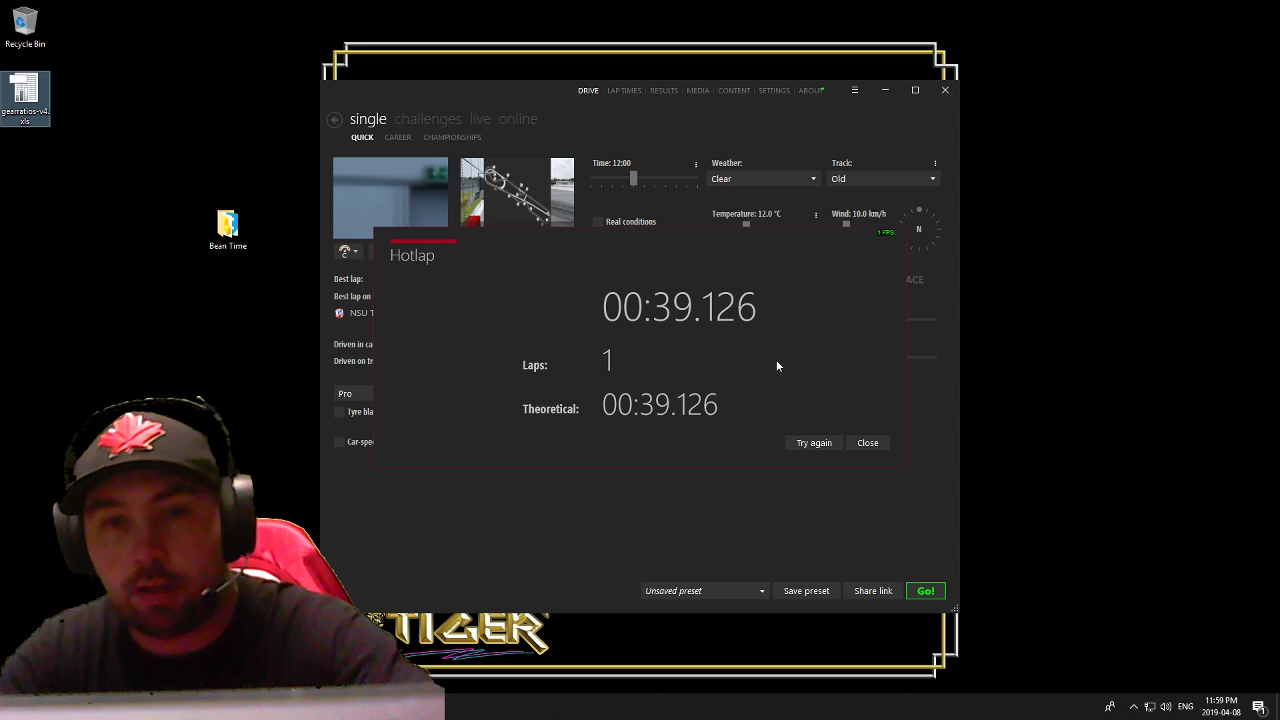 Recycle Bin
gearratios-v4.
xls
Bean Time
DRIVE | LAP TIMES | RESULTS | MEDIA | CONTENT | SETTINGS | ABOUT
single challenges live online
QUICK CAREER CHAMPIONSHIPS
Time: 12:00
Weather:
Track:
Clear
Old
Real conditions
Temperature: 12.0 °C
Wind: 10.0 km/h
N
1 FPS
C
Hotlap
Best lap:
ACE
Best lap on
NSU T
00:39.126
Driven in ca
Driven on tr
Laps: 1
Pro
Theoretical: 00:39.126
Tyre bla
Car-spec
Try again Close
Unsaved preset Save preset Share link Go!
TIGER
ENG 11:59 PM
2019-04-08
1